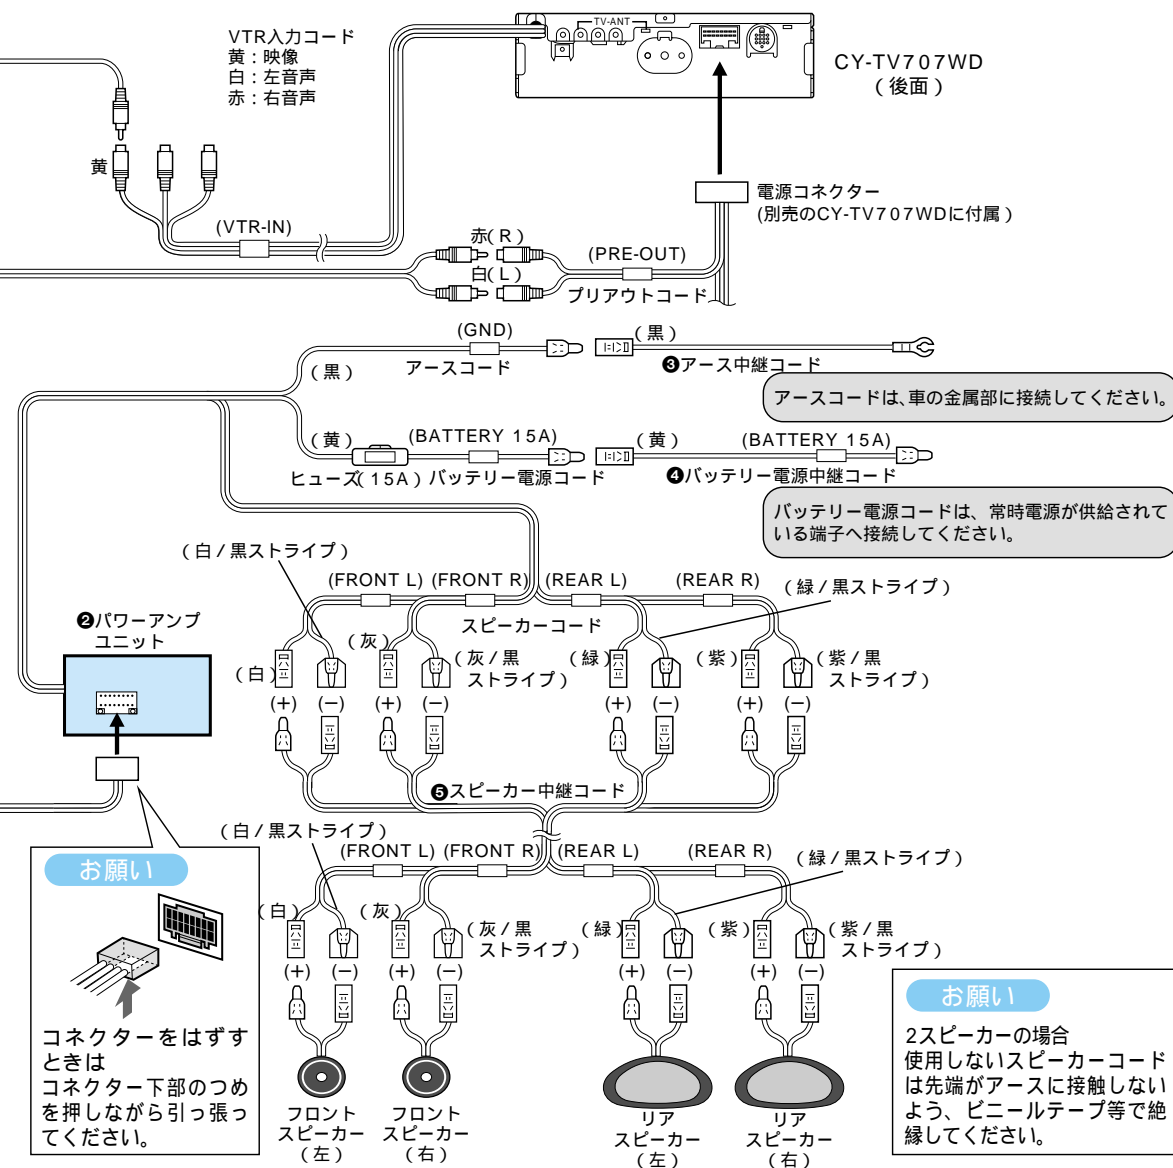 VTR入力コード
黄：映像
白：左音声
赤：右音声
TV-ANT
CY-TV707WD
（後面）
黄
(VTR-IN)
電源コネクター
(別売のCY-TV707WDに付属）
赤(R)
白(L)
(PRE-OUT)
プリアウトコード
(GND)
（黒）
アースコード
（黒）
❸アース中継コード
アースコードは、車の金属部に接続してください。
（黄）
(BATTERY 15A)
ヒューズ(15A)
バッテリー電源コード
（黄）
(BATTERY 15A)
❹バッテリー電源中継コード
バッテリー電源コードは、常時電源が供給されて
いる端子へ接続してください。
（白/黒ストライプ）
(FRONT L) (FRONT R) (REAR L) (REAR R)
（緑/黒ストライプ）
スピーカーコード
❷パワーアンプ
ユニット
（白）
（灰）
（灰/黒
ストライプ）
（緑）
（紫）
（紫/黒
ストライプ）
(+) (−) (+) (−) (+) (−) (+) (−)
❺スピーカー中継コード
（白/黒ストライプ）
(FRONT L) (FRONT R) (REAR L) (REAR R)
（緑/黒ストライプ）
（白）
（灰）
（灰/黒
ストライプ）
（緑）
（紫）
（紫/黒
ストライプ）
(+) (−) (+) (−) (+) (−) (+) (−)
フロント
スピーカー
（左）
フロント
スピーカー
（右）
リア
スピーカー
（左）
リア
スピーカー
（右）
お願い
コネクターをはずす
ときは
コネクター下部のつめ
を押しながら引っ張っ
てください。
お願い
2スピーカーの場合
使用しないスピーカーコード
は先端がアースに接触しない
よう、ビニールテープ等で絶
縁してください。